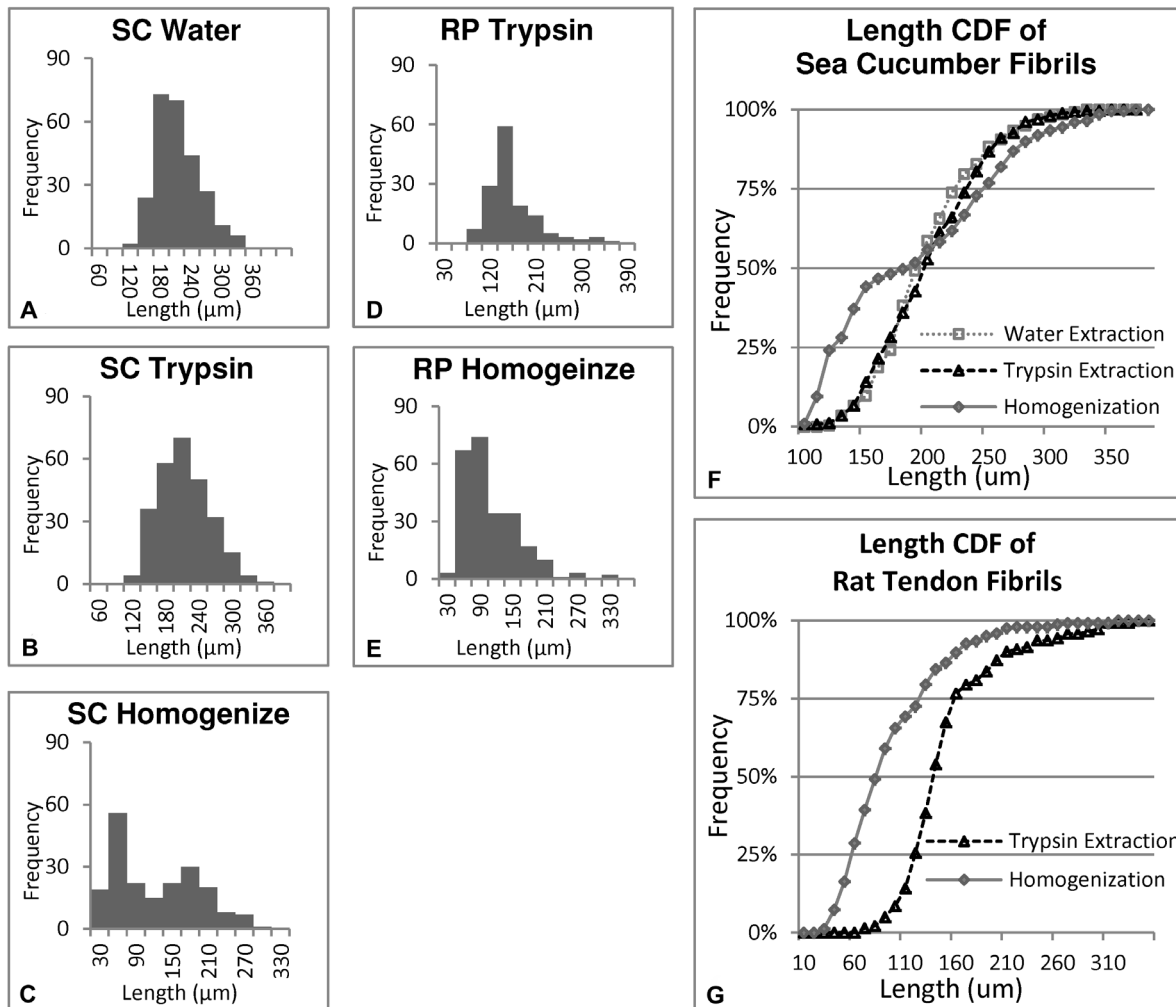 SC Water
90
60
30
0
Frequency
60
120
180
240
300
360
Length (µm)
A
SC Trypsin
90
60
30
0
Frequency
60
120
180
240
300
360
Length (µm)
B
SC Homogenize
90
60
30
0
Frequency
30
90
150
210
270
330
Length (µm)
C
RP Trypsin
90
60
30
0
Frequency
30
120
210
300
390
Length (µm)
D
RP Homogeinze
90
60
30
0
Frequency
30
90
150
210
270
330
Length (µm)
E
Length CDF of
Sea Cucumber Fibrils
100%
75%
50%
25%
0%
Frequency
Water Extraction
Trypsin Extraction
Homogenization
100 150 200 250 300 350
Length (um)
F
Length CDF of
Rat Tendon Fibrils
100%
75%
50%
25%
0%
Frequency
Trypsin Extraction
Homogenization
10 60 110 160 210 260 310
Length (um)
G